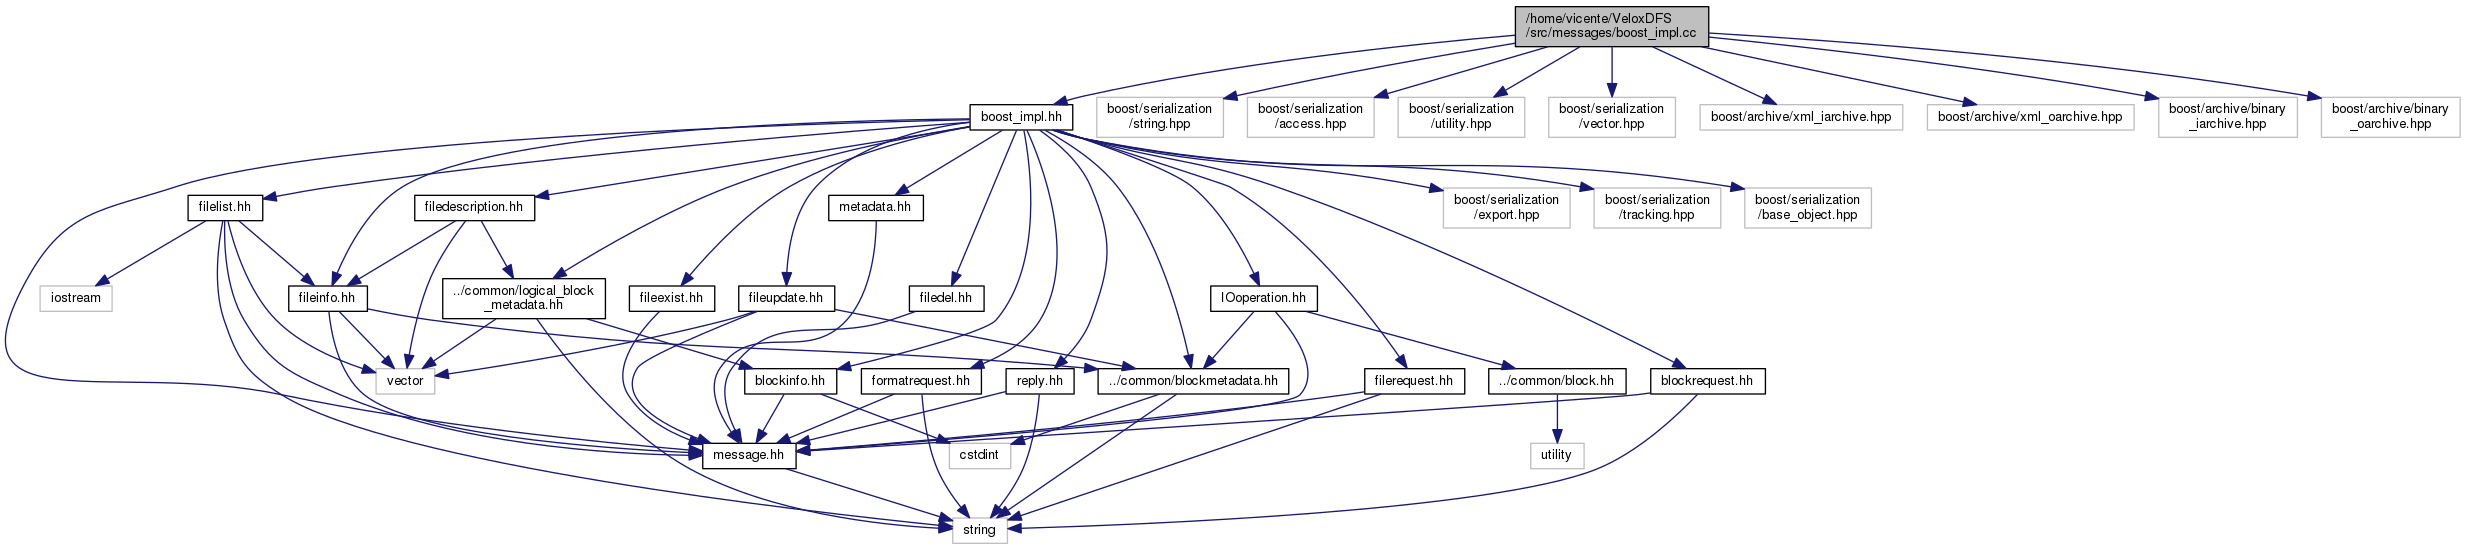 /home/vicente/VeloxDFS
/src/messages/boost_impl.cc
boost_impl.hh
boost/serialization
/string.hpp
boost/serialization
/access.hpp
boost/serialization
/utility.hpp
boost/serialization
/vector.hpp
boost/archive/xml_iarchive.hpp
boost/archive/xml_oarchive.hpp
boost/archive/binary
_iarchive.hpp
boost/archive/binary
_oarchive.hpp
filelist.hh
filedescription.hh
metadata.hh
boost/serialization
/export.hpp
boost/serialization
/tracking.hpp
boost/serialization
/base_object.hpp
iostream
fileinfo.hh
../common/logical_block
_metadata.hh
fileexist.hh
fileupdate.hh
filedel.hh
IOoperation.hh
vector
blockinfo.hh
formatrequest.hh
reply.hh
../common/blockmetadata.hh
filerequest.hh
../common/block.hh
blockrequest.hh
message.hh
cstdint
utility
string